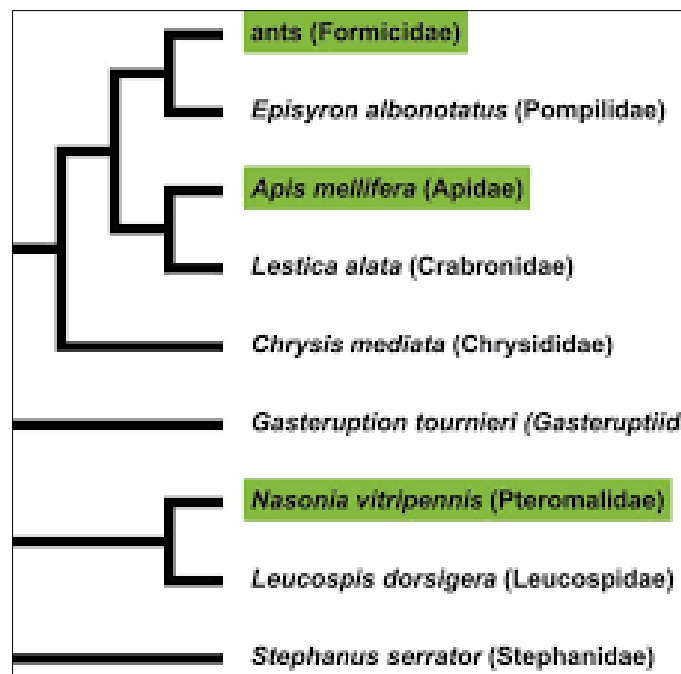 ants (Formicidae)
Episyron albonotatus (Pompilidae)
Apis mellifera (Apidae)
Lestica alata (Crabronidae)
Chrysis mediata (Chrysididae)
Gasteruption tournieri (Gasteruptiid
Nasonia vitripennis (Pteromalidae)
Leucospis dorsigera (Leucospidae)
Stephanus serrator (Stephanidae)